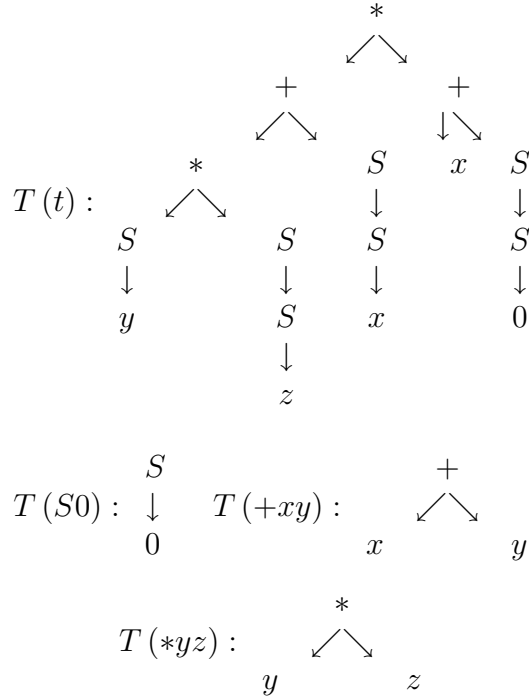 *
+ +
* S x S
T (t) :
S S S S
y S x 0
z
S +
T (S0) : T (+xy) :
0 x y
*
T (∗yz) :
y z